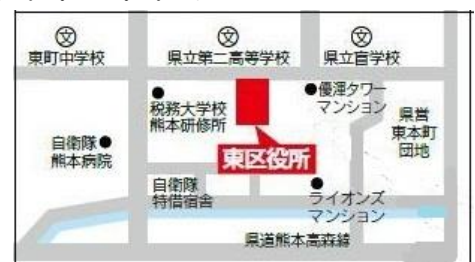 文
文
文
東町中学校
県立第二高等学校
県立盲学校
税務大学校
熊本研修所
優渾タワー
マンション
県営
東本町
団地
自衛隊
熊本病院
東区役所
自衛隊
特借宿舎
ライオンズ
マンション
県道熊本高森線